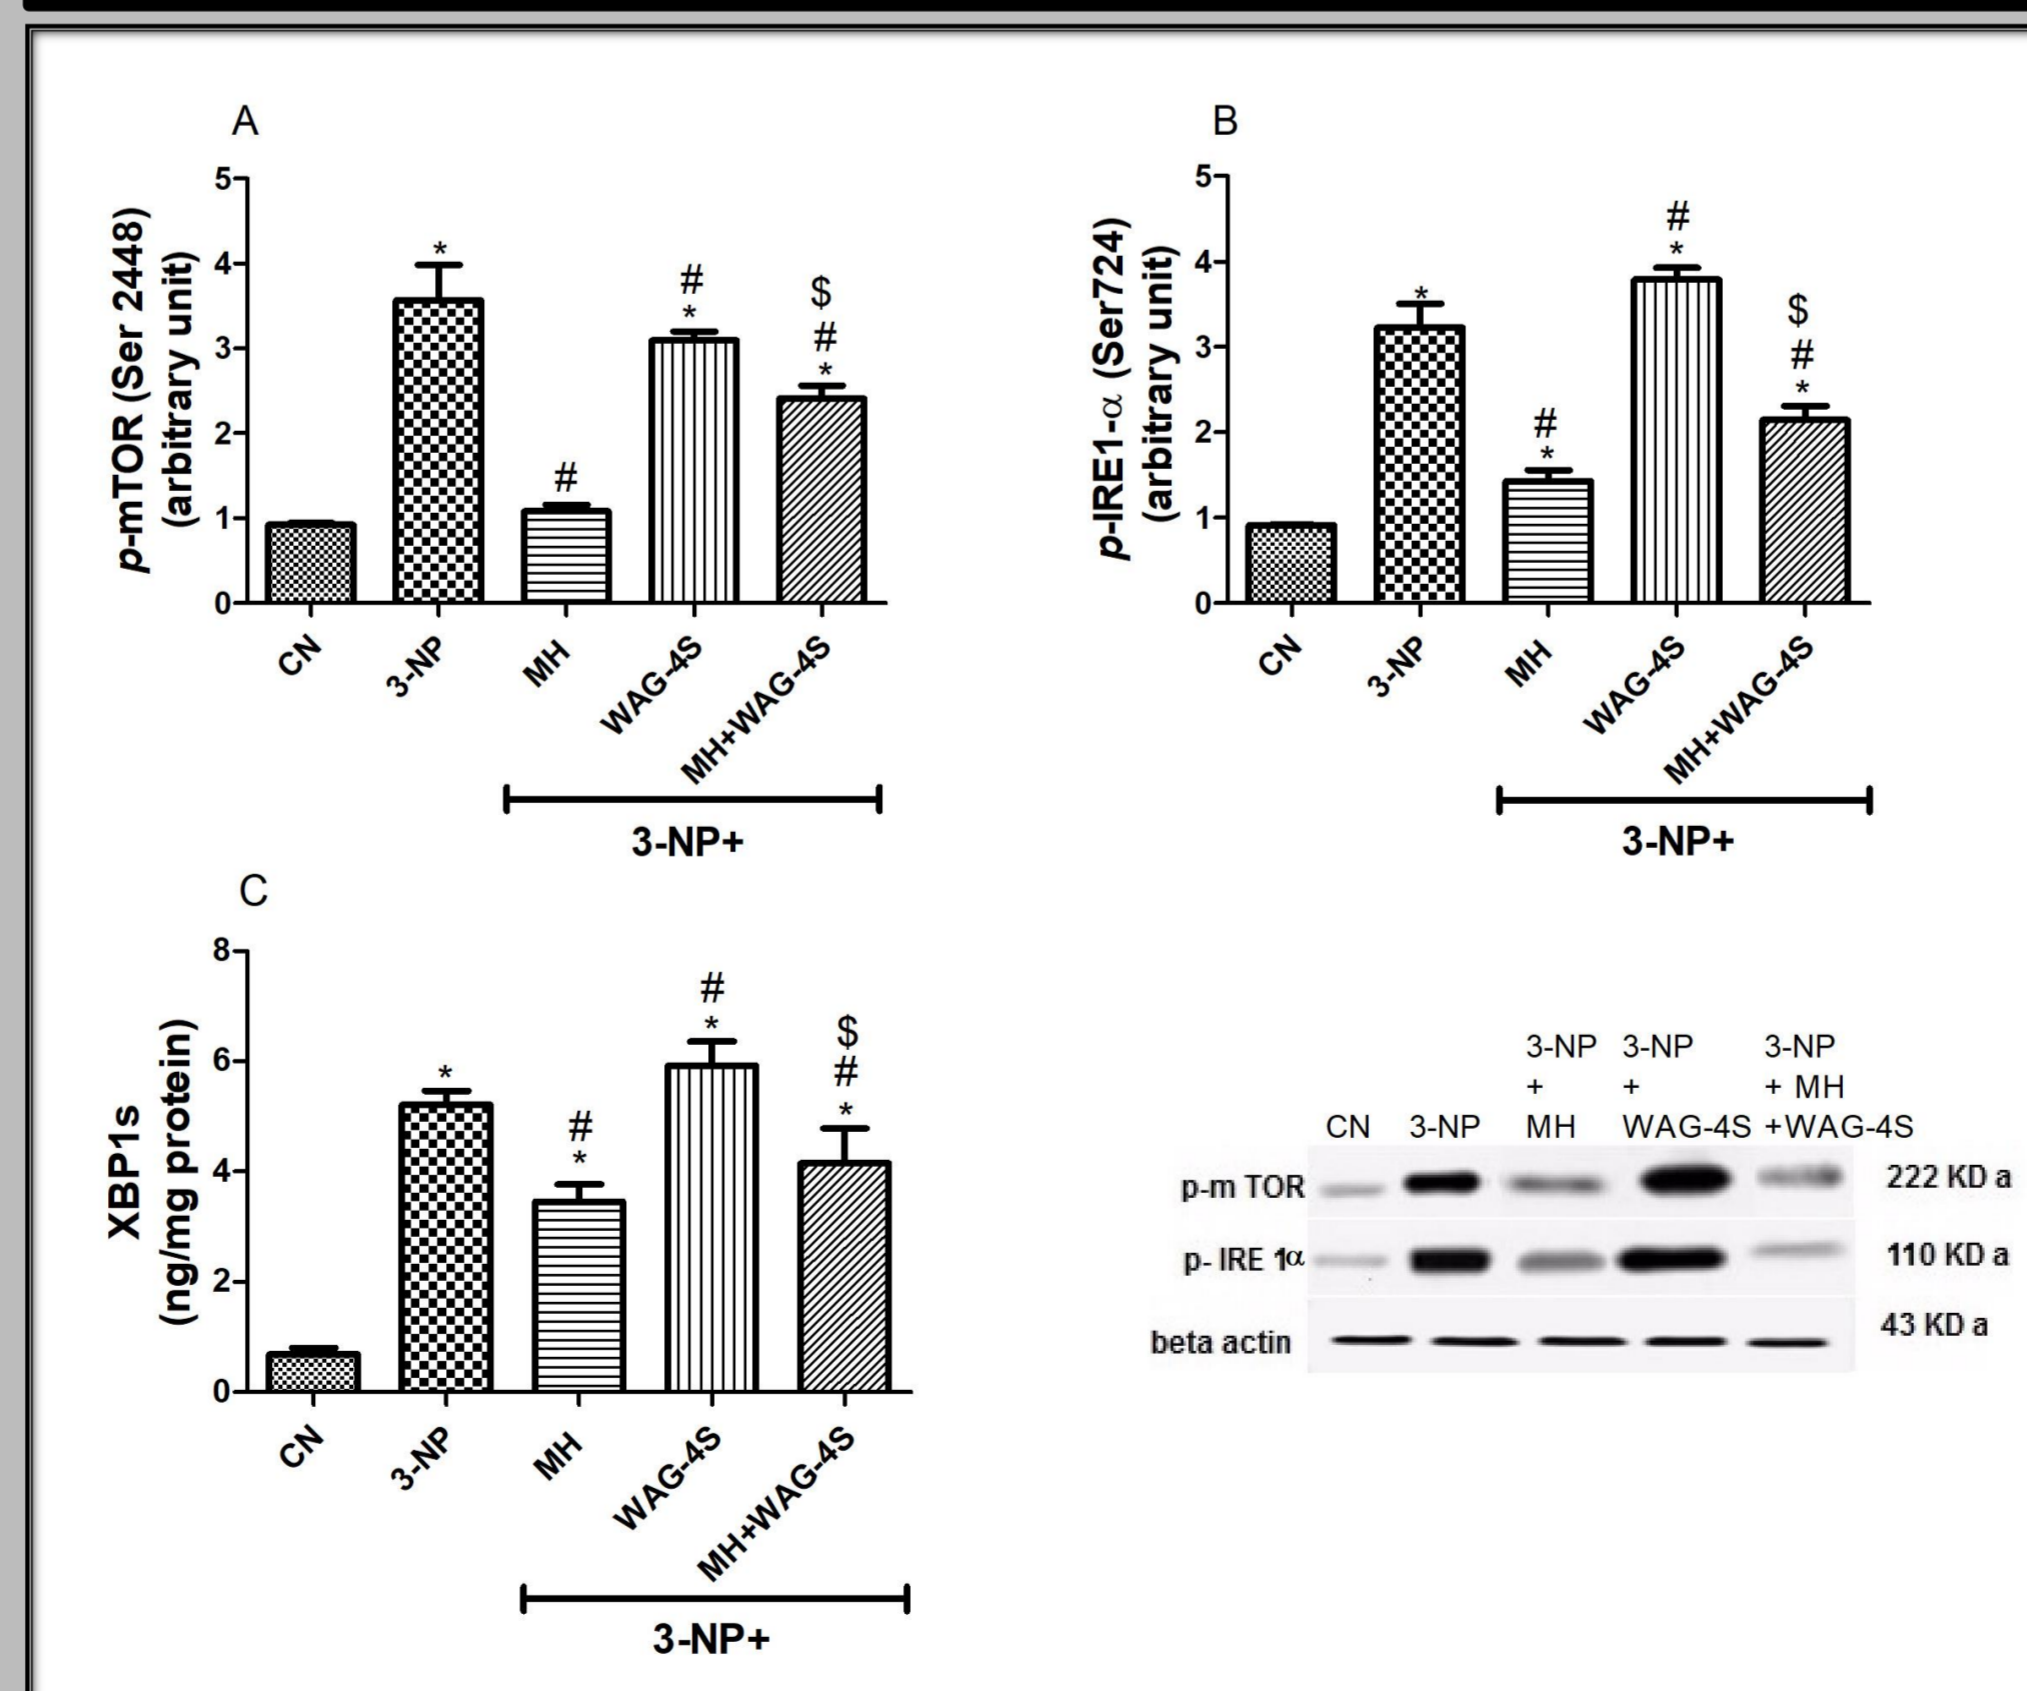 A
p-mTOR (Ser 2448)
(arbitrary unit)
5
4
3
2
1
0
*
#
#
*
$
#
*
CN
3-NP
MH
WAG-4S
MH+WAG-4S
3-NP+
B
p-IRE1-α (Ser724)
(arbitrary unit)
5
4
3
2
1
0
*
#
*
#
*
$
#
*
CN
3-NP
MH
WAG-4S
MH+WAG-4S
3-NP+
C
XBP1s
(ng/mg protein)
8
6
4
2
0
*
#
*
#
*
$
#
*
CN
3-NP
MH
WAG-4S
MH+WAG-4S
3-NP+
3-NP 3-NP 3-NP
+ + + MH
CN 3-NP MH WAG-4S +WAG-4S
p-m TOR 222 KD a
p- IRE 1α 110 KD a
beta actin 43 KD a